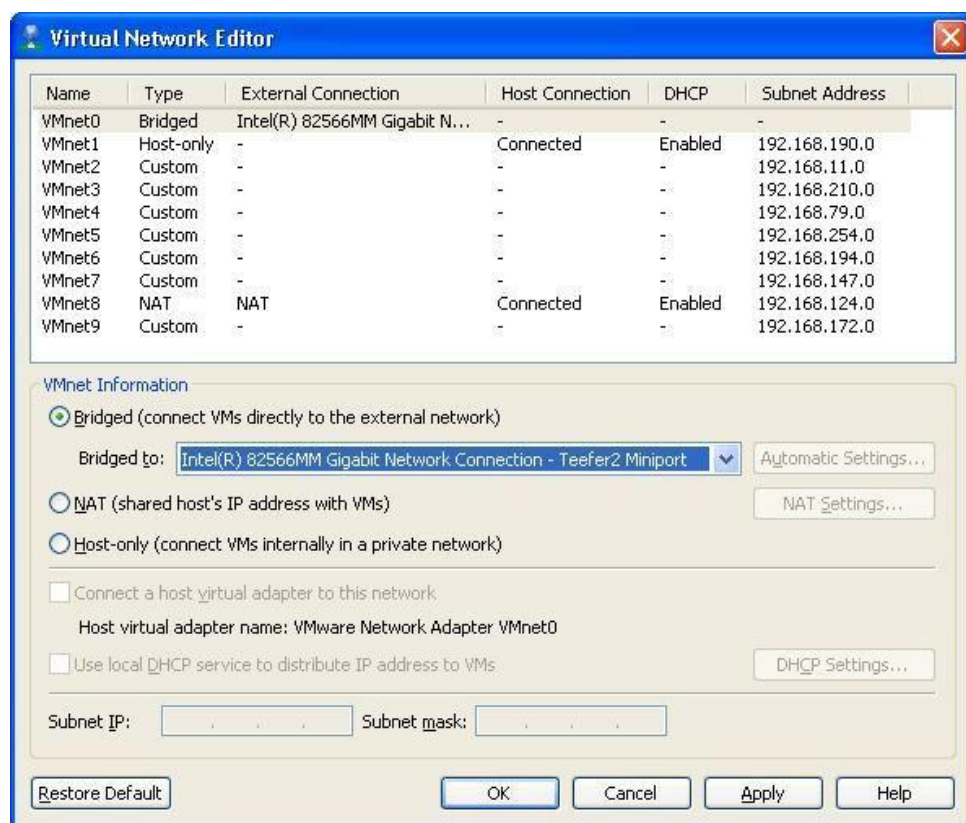 Virtual Network Editor
Name Type External Connection Host Connection DHCP Subnet Address
VMnet0 Bridged Intel(R) 82566MM Gigabit N... - - -
VMnet1 Host-only - Connected Enabled 192.168.190.0
VMnet2 Custom - - - 192.168.11.0
VMnet3 Custom - - - 192.168.210.0
VMnet4 Custom - - - 192.168.79.0
VMnet5 Custom - - - 192.168.254.0
VMnet6 Custom - - - 192.168.194.0
VMnet7 Custom - - - 192.168.147.0
VMnet8 NAT NAT Connected Enabled 192.168.124.0
VMnet9 Custom - - - 192.168.172.0
VMnet Information
Bridged (connect VMs directly to the external network)
Bridged to: Intel(R) 82566MM Gigabit Network Connection - Teefer2 Miniport Automatic Settings...
NAT (shared host's IP address with VMs) NAT Settings...
Host-only (connect VMs internally in a private network)
Connect a host virtual adapter to this network
Host virtual adapter name: VMware Network Adapter VMnet0
Use local DHCP service to distribute IP address to VMs DHCP Settings...
Subnet IP: . . . Subnet mask: . . .
Restore Default OK Cancel Apply Help